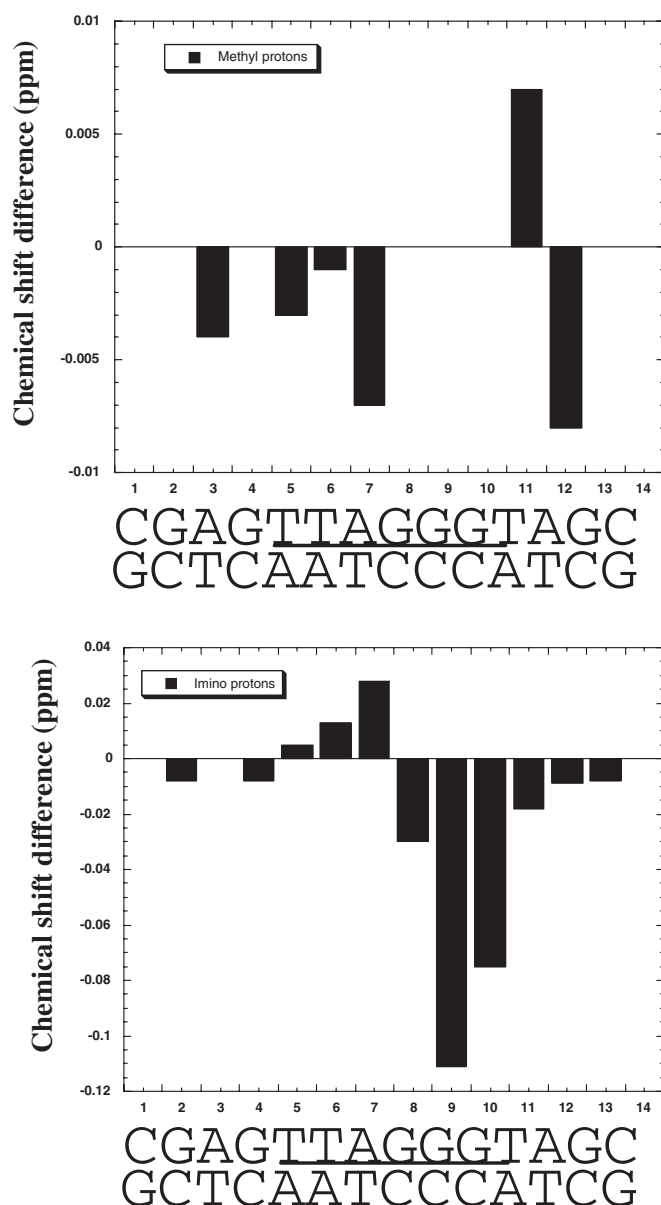 0.01
Methyl protons
0.005
0
-0.005
-0.01
Chemical shift difference (ppm)
1 2 3 4 5 6 7 8 9 10 11 12 13 14
CGAGTTAGGGTAGC
GCTCAATCCCATCG
0.04
Imino protons
0.02
0
-0.02
-0.04
-0.06
-0.08
-0.1
-0.12
Chemical shift difference (ppm)
1 2 3 4 5 6 7 8 9 10 11 12 13 14
CGAGTTAGGGTAGC
GCTCAATCCCATCG